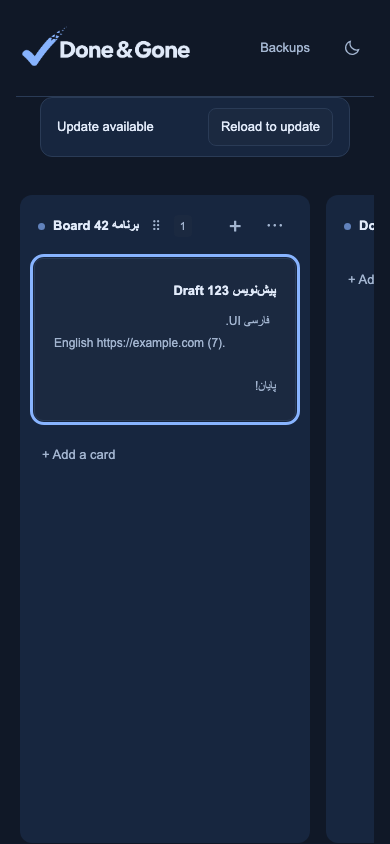 Done & Gone
Backups
Update available
Reload to update
Board 42 برنامه
1
Do
+ Ad
پیش‌نویس Draft 123
فارسی UI.
English https://example.com (7).
پایان!
+ Add a card